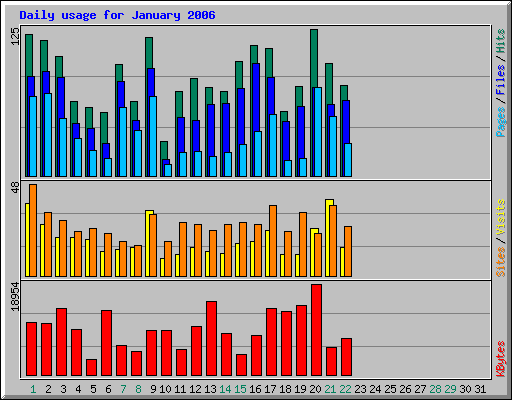 Daily usage for January 2006
125
Pages / Files / Hits
48
Sites / Visits
18954
KBytes
1 2 3 4 5 6 7 8 9 10 11 12 13 14 15 16 17 18 19 20 21 22 23 24 25 26 27 28 29 30 31